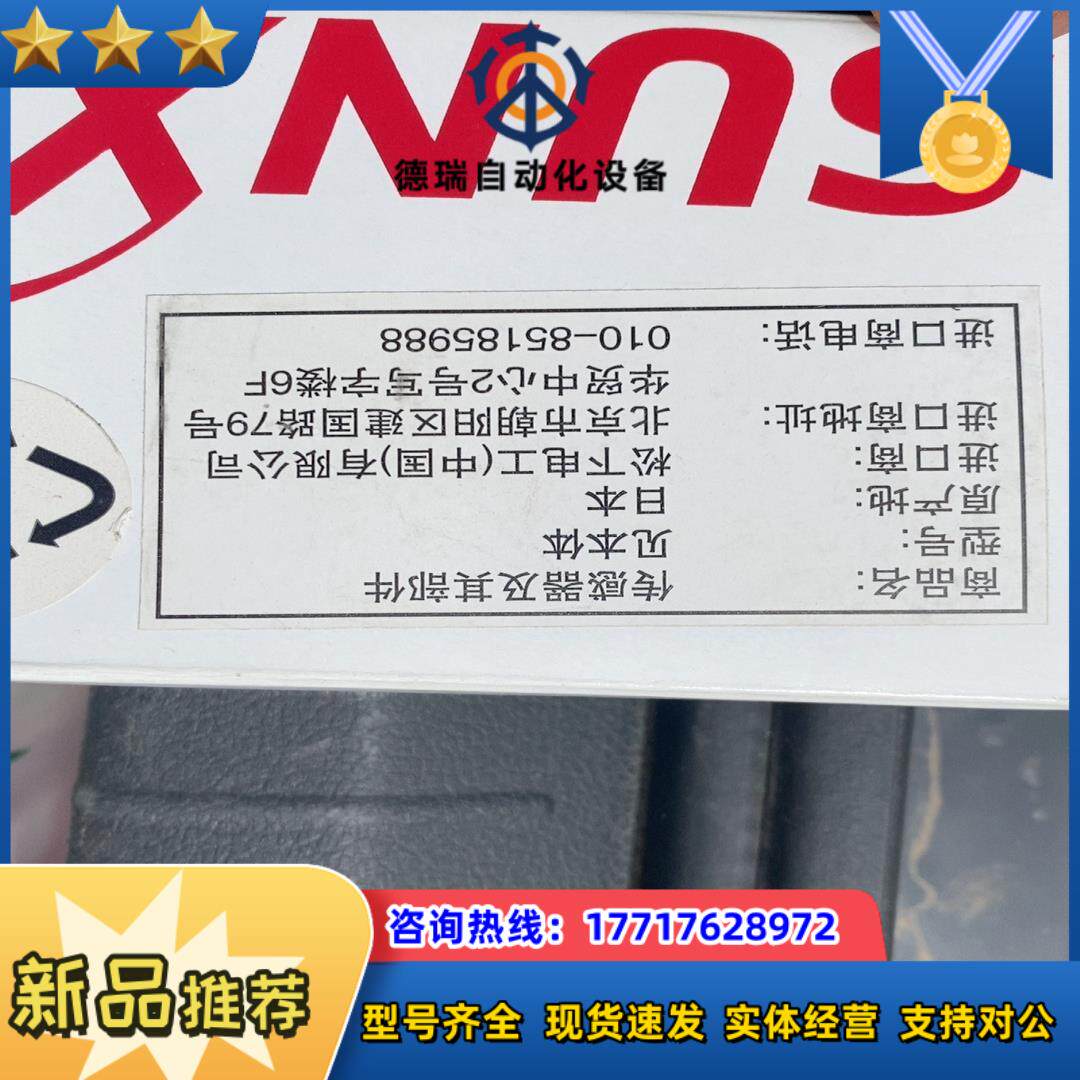 SUNX
德瑞自动化设备
商品名: 传感器及其部件
型号: 见本体
原产地: 日本
进口商: 松下电工(中国)有限公司
进口商地址: 北京市朝阳区建国路79号
华贸中心2号写字楼6F
进口商电话: 010-85185988
咨询热线：17717628972
新品推荐
型号齐全 现货速发 实体经营 支持对公